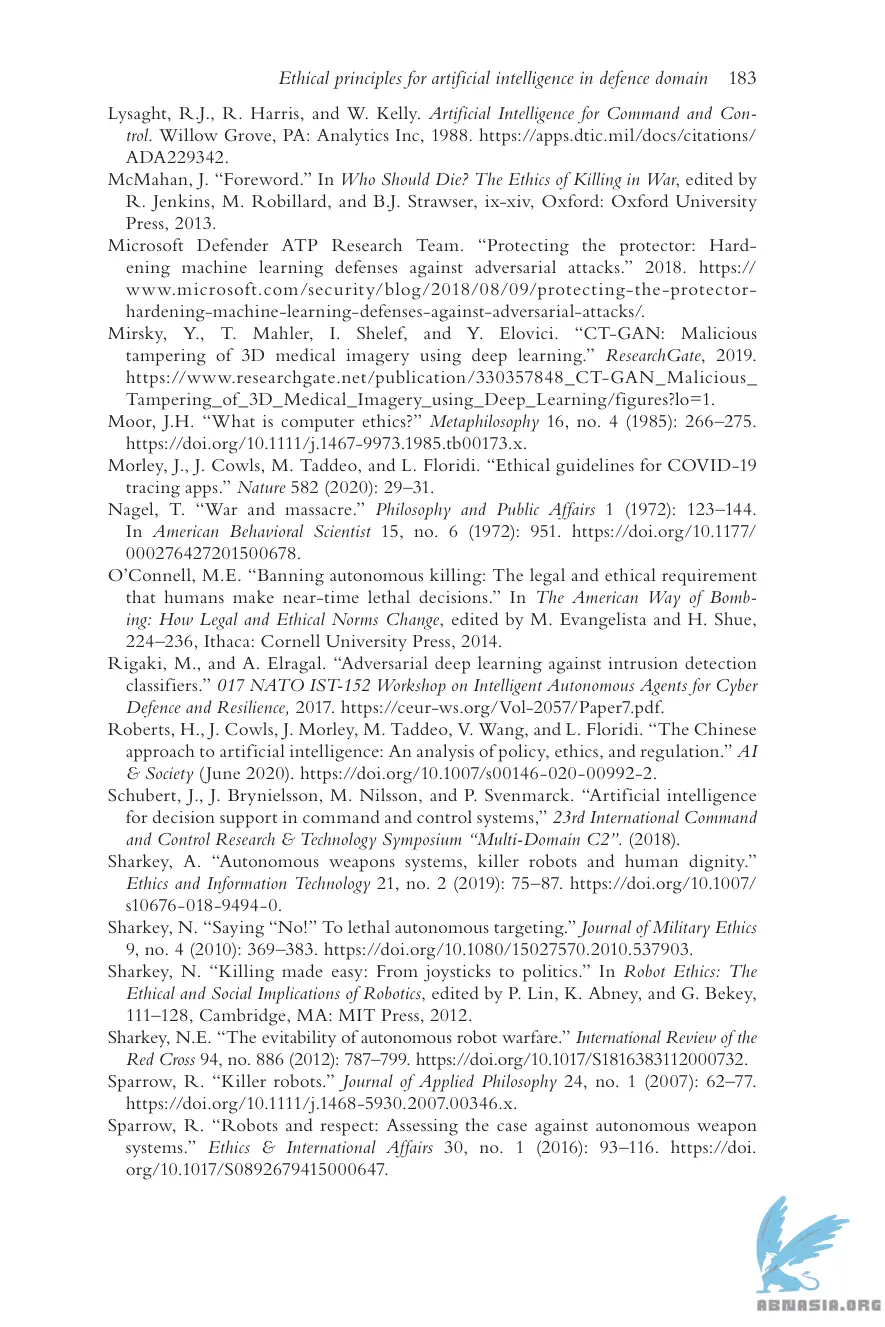 Ethical principles for artificial intelligence in defence domain 183
Lysaght, R.J., R. Harris, and W. Kelly. Artificial Intelligence for Command and Con-
trol. Willow Grove, PA: Analytics Inc, 1988. https://apps.dtic.mil/docs/citations/
ADA229342.
McMahan, J. “Foreword.” In Who Should Die? The Ethics of Killing in War, edited by
R. Jenkins, M. Robillard, and B.J. Strawser, ix-xiv, Oxford: Oxford University
Press, 2013.
Microsoft Defender ATP Research Team. “Protecting the protector: Hard-
ening machine learning defenses against adversarial attacks.” 2018. https://
www.microsoft.com/security/blog/2018/08/09/protecting-the-protector-
hardening-machine-learning-defenses-against-adversarial-attacks/.
Mirsky, Y., T. Mahler, I. Shelef, and Y. Elovici. “CT-GAN: Malicious
tampering of 3D medical imagery using deep learning.” ResearchGate, 2019.
https://www.researchgate.net/publication/330357848_CT-GAN_Malicious_
Tampering_of_3D_Medical_Imagery_using_Deep_Learning/figures?lo=1.
Moor, J.H. “What is computer ethics?” Metaphilosophy 16, no. 4 (1985): 266–275.
https://doi.org/10.1111/j.1467-9973.1985.tb00173.x.
Morley, J., J. Cowls, M. Taddeo, and L. Floridi. “Ethical guidelines for COVID-19
tracing apps.” Nature 582 (2020): 29–31.
Nagel, T. “War and massacre.” Philosophy and Public Affairs 1 (1972): 123–144.
In American Behavioral Scientist 15, no. 6 (1972): 951. https://doi.org/10.1177/
000276427201500678.
O’Connell, M.E. “Banning autonomous killing: The legal and ethical requirement
that humans make near-time lethal decisions.” In The American Way of Bomb-
ing: How Legal and Ethical Norms Change, edited by M. Evangelista and H. Shue,
224–236, Ithaca: Cornell University Press, 2014.
Rigaki, M., and A. Elragal. “Adversarial deep learning against intrusion detection
classifiers.” 017 NATO IST-152 Workshop on Intelligent Autonomous Agents for Cyber
Defence and Resilience, 2017. https://ceur-ws.org/Vol-2057/Paper7.pdf.
Roberts, H., J. Cowls, J. Morley, M. Taddeo, V. Wang, and L. Floridi. “The Chinese
approach to artificial intelligence: An analysis of policy, ethics, and regulation.” AI
& Society (June 2020). https://doi.org/10.1007/s00146-020-00992-2.
Schubert, J., J. Brynielsson, M. Nilsson, and P. Svenmarck. “Artificial intelligence
for decision support in command and control systems,” 23rd International Command
and Control Research & Technology Symposium “Multi-Domain C2”. (2018).
Sharkey, A. “Autonomous weapons systems, killer robots and human dignity.”
Ethics and Information Technology 21, no. 2 (2019): 75–87. https://doi.org/10.1007/
s10676-018-9494-0.
Sharkey, N. “Saying “No!” To lethal autonomous targeting.” Journal of Military Ethics
9, no. 4 (2010): 369–383. https://doi.org/10.1080/15027570.2010.537903.
Sharkey, N. “Killing made easy: From joysticks to politics.” In Robot Ethics: The
Ethical and Social Implications of Robotics, edited by P. Lin, K. Abney, and G. Bekey,
111–128, Cambridge, MA: MIT Press, 2012.
Sharkey, N.E. “The evitability of autonomous robot warfare.” International Review of the
Red Cross 94, no. 886 (2012): 787–799. https://doi.org/10.1017/S1816383112000732.
Sparrow, R. “Killer robots.” Journal of Applied Philosophy 24, no. 1 (2007): 62–77.
https://doi.org/10.1111/j.1468-5930.2007.00346.x.
Sparrow, R. “Robots and respect: Assessing the case against autonomous weapon
systems.” Ethics & International Affairs 30, no. 1 (2016): 93–116. https://doi.
org/10.1017/S0892679415000647.
ABNASIA.ORG